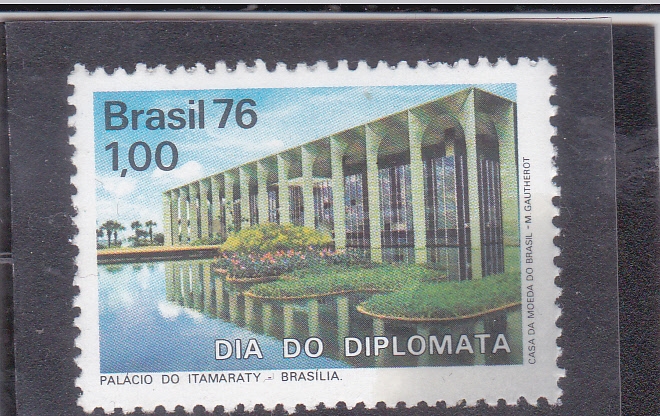 Brasil 76
1,00
DIA DO DIPLOMATA
PALÁCIO DO ITAMARATY - BRASÍLIA.
CASA DA MOEDA DO BRASIL - M. GAUTHEROT